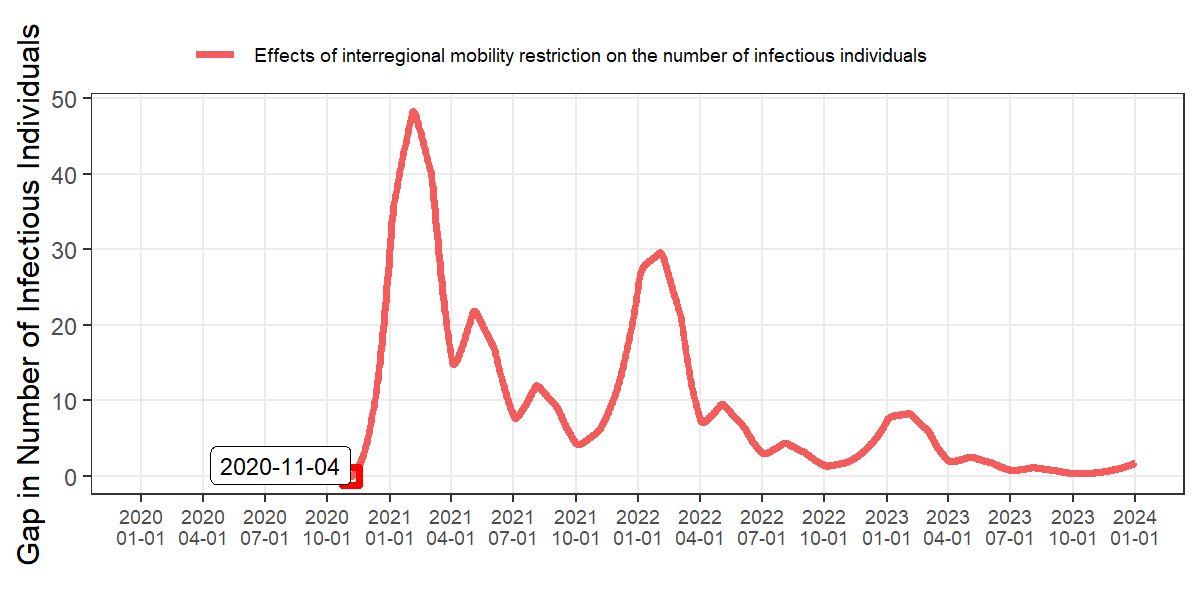 Effects of interregional mobility restriction on the number of infectious individuals
Gap in Number of Infectious Individuals
50
40
30
20
10
0
2020-11-04
2020 2020 2020 2020 2021 2021 2021 2021 2022 2022 2022 2022 2023 2023 2023 2023 2024
01-01 04-01 07-01 10-01 01-01 04-01 07-01 10-01 01-01 04-01 07-01 10-01 01-01 04-01 07-01 10-01 01-01